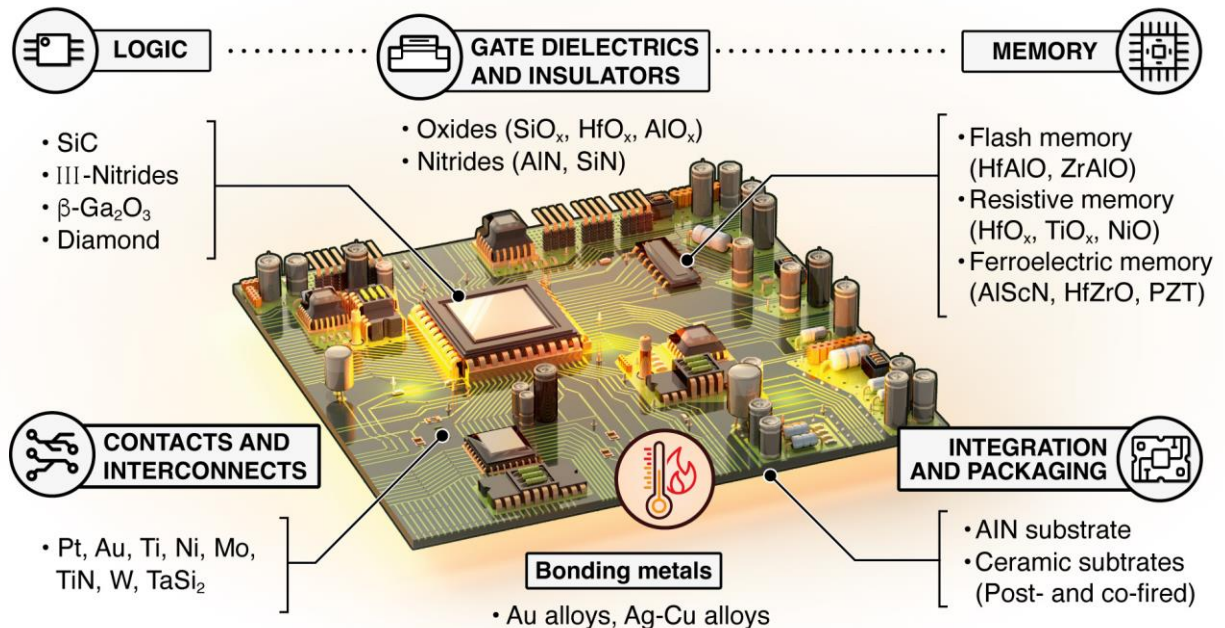 LOGIC
GATE DIELECTRICS
AND INSULATORS
MEMORY
• SiC
• III-Nitrides
• β-Ga₂O₃
• Diamond
• Oxides (SiOₓ, HfOₓ, AlOₓ)
• Nitrides (AlN, SiN)
• Flash memory
(HfAlO, ZrAlO)
• Resistive memory
(HfOₓ, TiOₓ, NiO)
• Ferroelectric memory
(AlScN, HfZrO, PZT)
CONTACTS AND
INTERCONNECTS
• Pt, Au, Ti, Ni, Mo,
TiN, W, TaSi₂
Bonding metals
• Au alloys, Ag-Cu alloys
INTEGRATION
AND PACKAGING
• AlN substrate
• Ceramic subtrates
(Post- and co-fired)